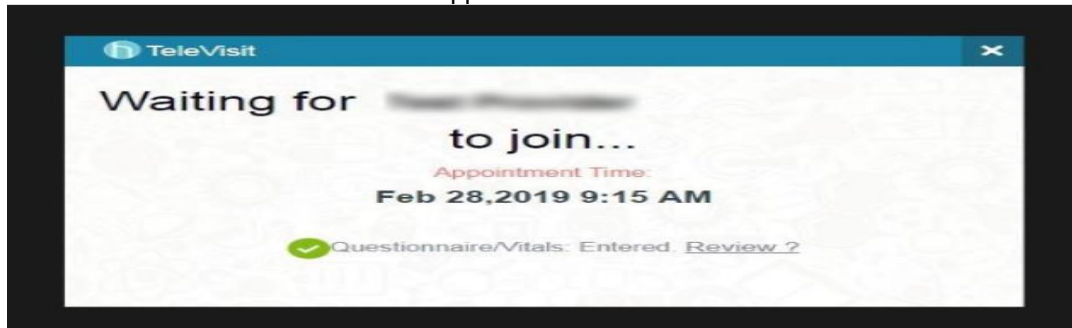 TeleVisit
Waiting for
to join...
Appointment Time:
Feb 28,2019 9:15 AM
Questionnaire/Vitals: Entered. Review ?